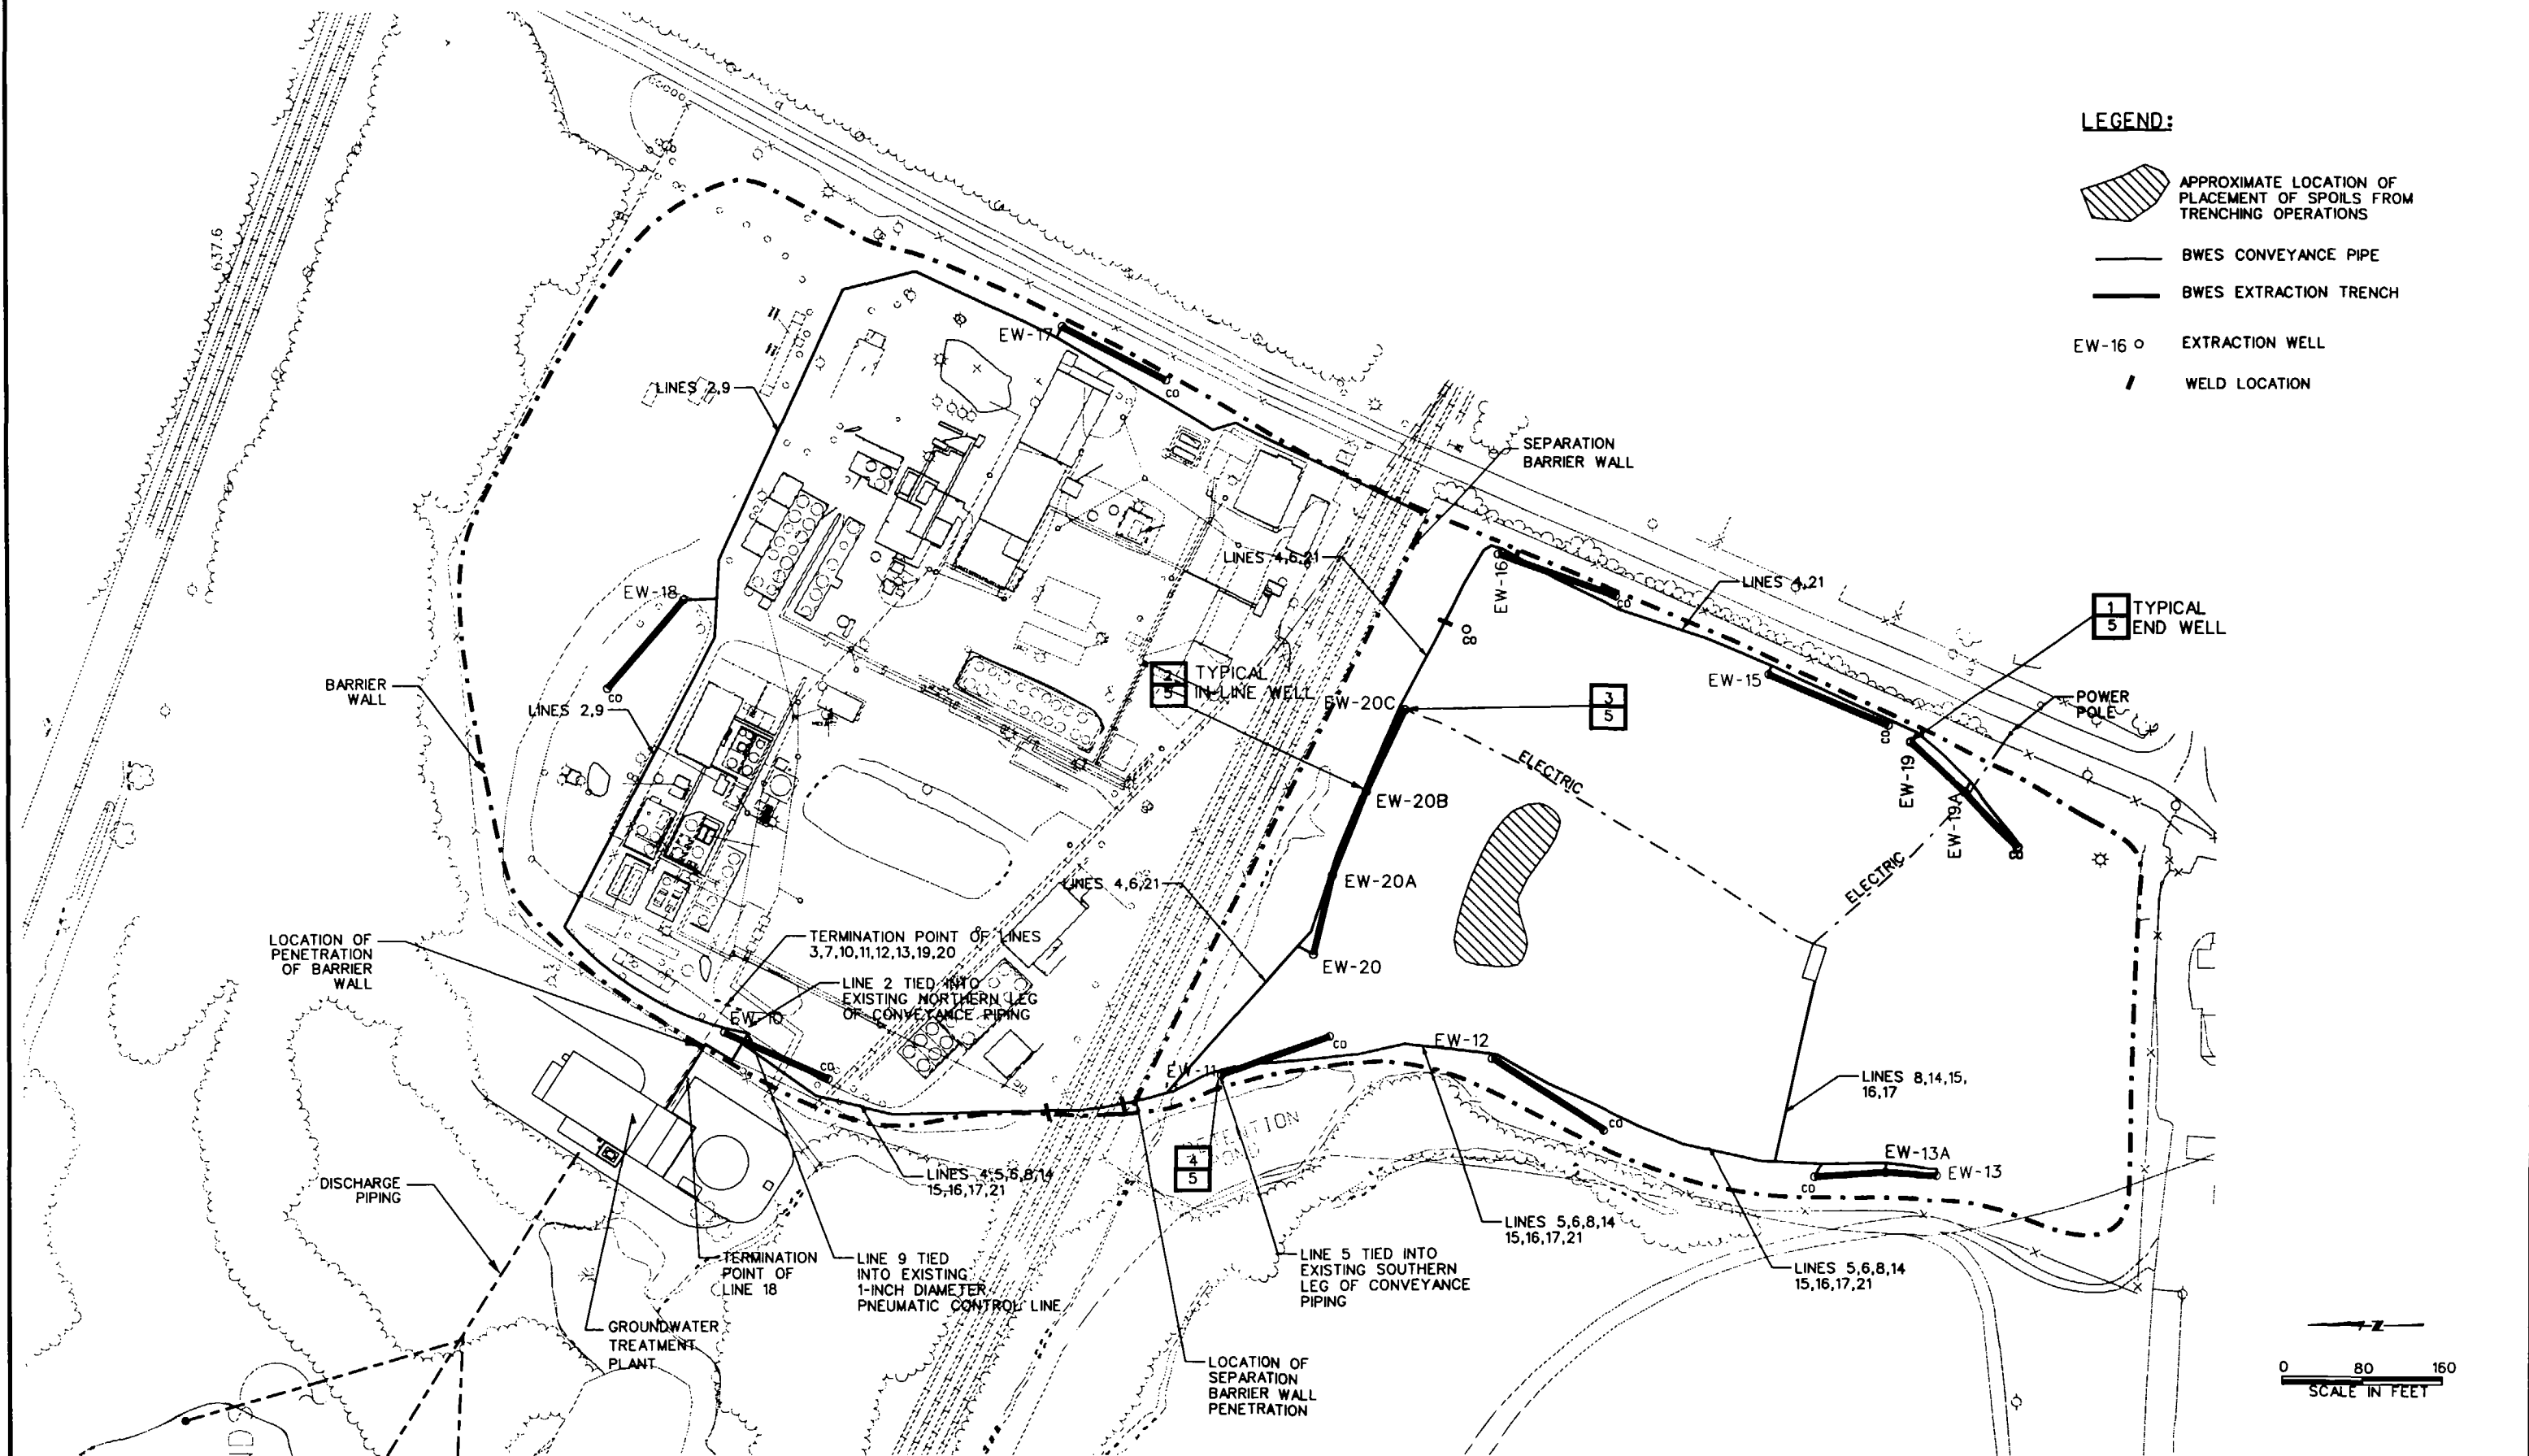 LEGEND:
APPROXIMATE LOCATION OF
PLACEMENT OF SPOILS FROM
TRENCHING OPERATIONS
BWES CONVEYANCE PIPE
BWES EXTRACTION TRENCH
EW-16
EXTRACTION WELL
WELD LOCATION
637.6
EW-17
CO
LINES 2,9
SEPARATION
BARRIER WALL
LINES 4,6,21
EW-16
CO
LINES 4,21
1
5
TYPICAL
END WELL
EW-18
CO
CO
BARRIER
WALL
LINES 2,9
2
5
TYPICAL
IN-LINE WELL
EW-20C
3
5
EW-15
CO
POWER
POLE
ELECTRIC
EW-19
EW-19A
EW-20B
ELECTRIC
EW-20A
LINES 4,6,21
LOCATION OF
PENETRATION
OF BARRIER
WALL
TERMINATION POINT OF LINES
3,7,10,11,12,13,19,20
EW-20
LINE 2 TIED INTO
EXISTING NORTHERN LEG
OF CONVEYANCE PIPING
EW-10
CO
EW-11
CO
EW-12
CO
LINES 8,14,15,
16,17
EW-13A
EW-13
CO
4
5
DISCHARGE
PIPING
LINES 4,5,6,8,14
15,16,17,21
LINES 5,6,8,14
15,16,17,21
TERMINATION
POINT OF
LINE 18
LINE 9 TIED
INTO EXISTING
1-INCH DIAMETER
PNEUMATIC CONTROL LINE
LINE 5 TIED INTO
EXISTING SOUTHERN
LEG OF CONVEYANCE
PIPING
LINES 5,6,8,14
15,16,17,21
GROUNDWATER
TREATMENT
PLANT
LOCATION OF
SEPARATION
BARRIER WALL
PENETRATION
Z
0 80 160
SCALE IN FEET